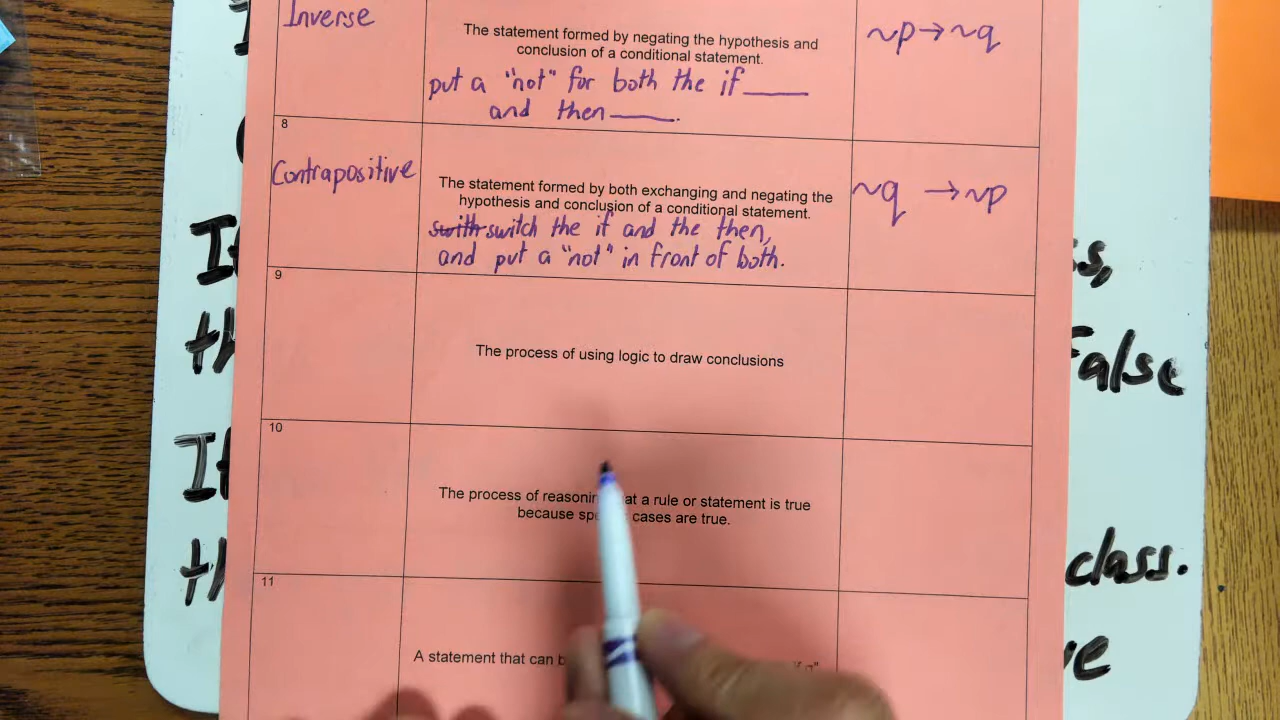 Inverse
The statement formed by negating the hypothesis and
conclusion of a conditional statement.
put a "not" for both the if
and then .
~p→~q
8
Contrapositive
The statement formed by both exchanging and negating the
hypothesis and conclusion of a conditional statement.
swith switch the if and the then,
and put a "not" in front of both.
~q →~p
9
The process of using logic to draw conclusions
10
The process of reasoning at a rule or statement is true
because cases are true.
11
A statement that can
False
class.